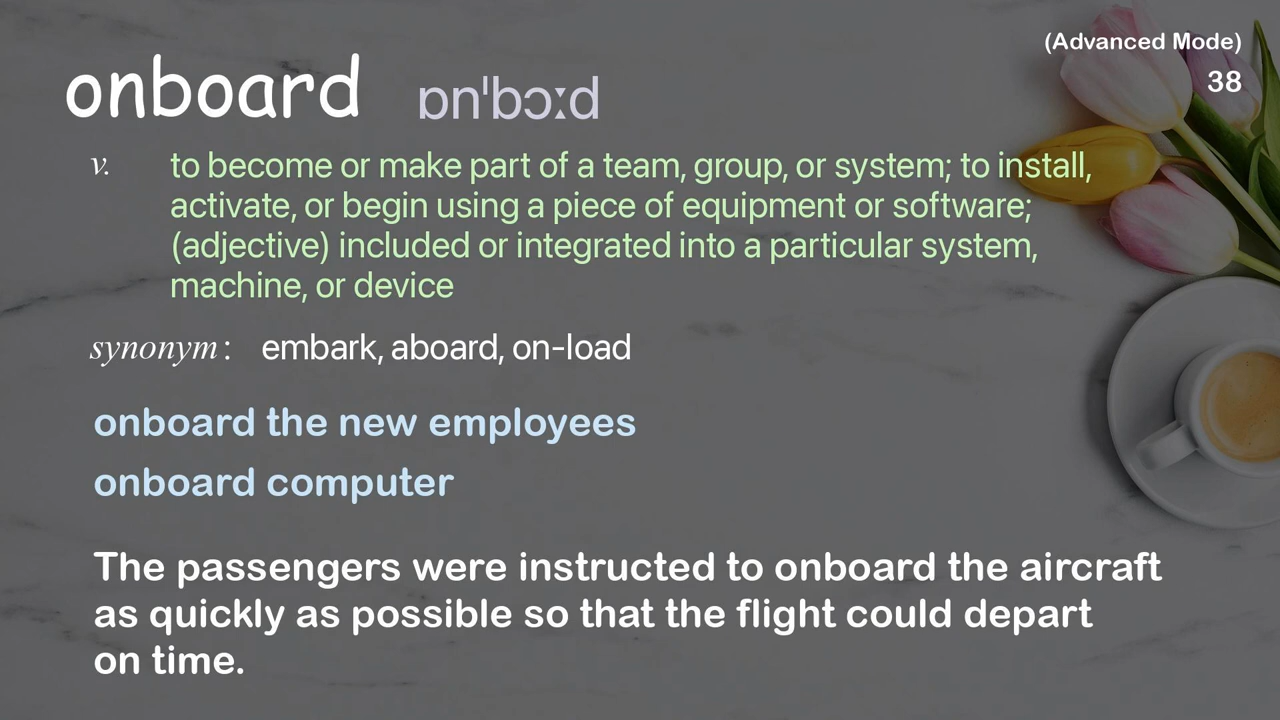 (Advanced Mode)
38
onboard ɒnˈbɔːd
v. to become or make part of a team, group, or system; to install,
activate, or begin using a piece of equipment or software;
(adjective) included or integrated into a particular system,
machine, or device
synonym: embark, aboard, on-load
onboard the new employees
onboard computer
The passengers were instructed to onboard the aircraft
as quickly as possible so that the flight could depart
on time.